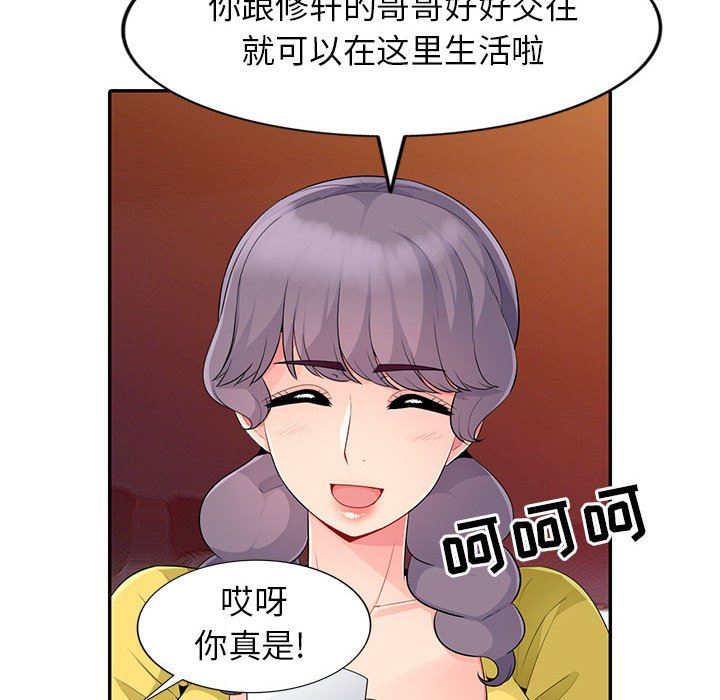 你跟修轩的哥哥好好交往
就可以在这里生活啦
呵呵呵
哎呀
你真是!